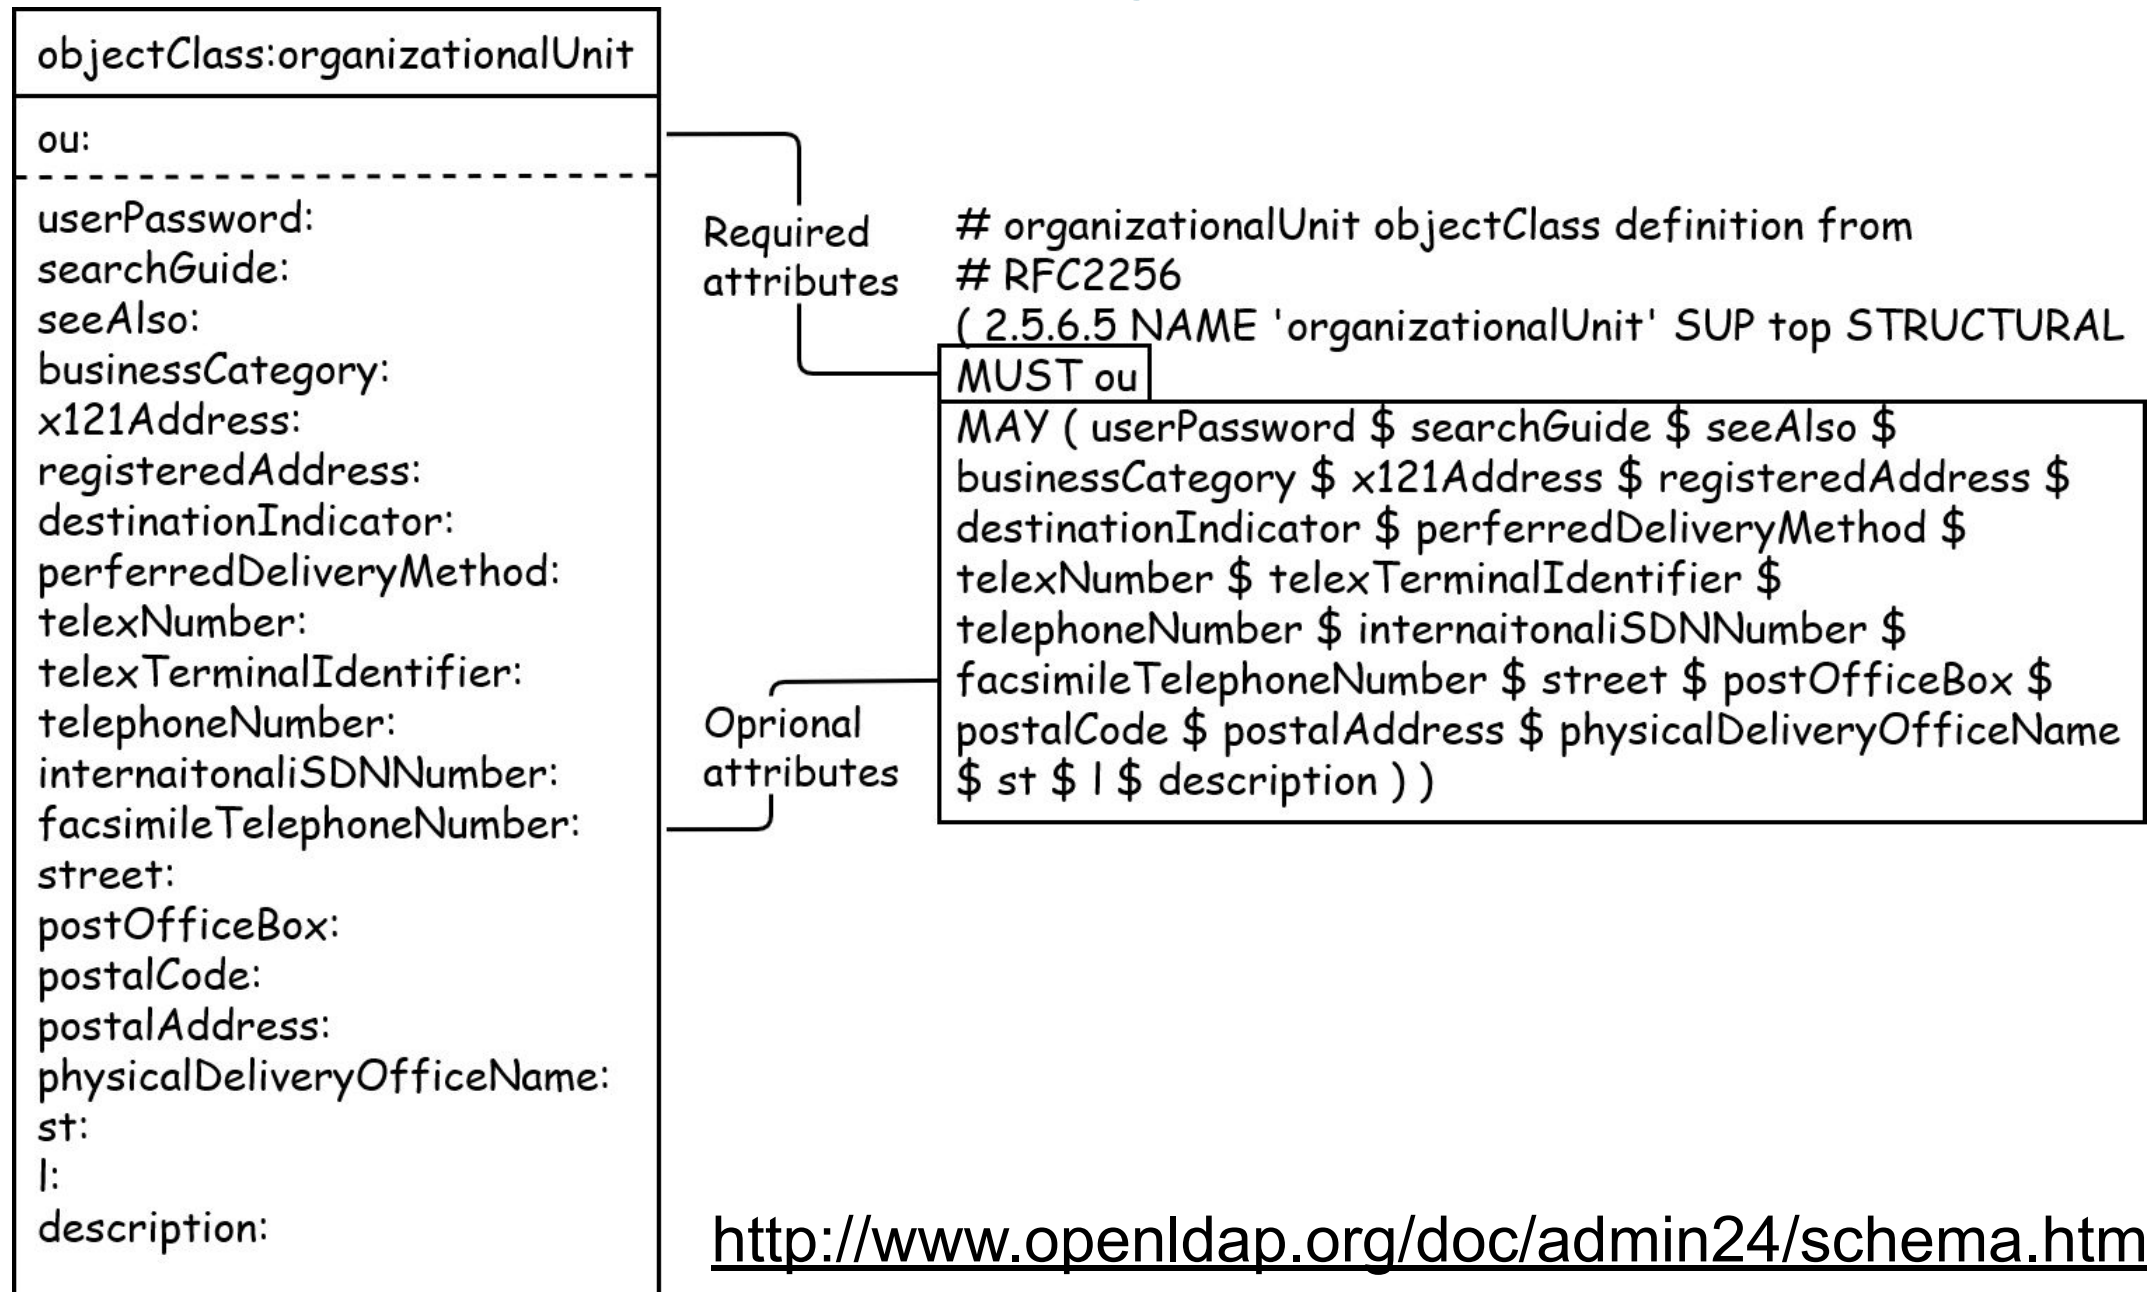 objectClass:organizationalUnit
ou:
userPassword:
searchGuide:
seeAlso:
businessCategory:
x121Address:
registeredAddress:
destinationIndicator:
perferredDeliveryMethod:
telexNumber:
telexTerminalIdentifier:
telephoneNumber:
internaitonaliSDNNumber:
facsimileTelephoneNumber:
street:
postOfficeBox:
postalCode:
postalAddress:
physicalDeliveryOfficeName:
st:
l:
description:
Required
attributes
Oprional
attributes
# organizationalUnit objectClass definition from
# RFC2256
( 2.5.6.5 NAME 'organizationalUnit' SUP top STRUCTURAL
MUST ou
MAY ( userPassword $ searchGuide $ seeAlso $
businessCategory $ x121Address $ registeredAddress $
destinationIndicator $ perferredDeliveryMethod $
telexNumber $ telexTerminalIdentifier $
telephoneNumber $ internaitonaliSDNNumber $
facsimileTelephoneNumber $ street $ postOfficeBox $
postalCode $ postalAddress $ physicalDeliveryOfficeName
$ st $ l $ description ) )
http://www.openldap.org/doc/admin24/schema.htm